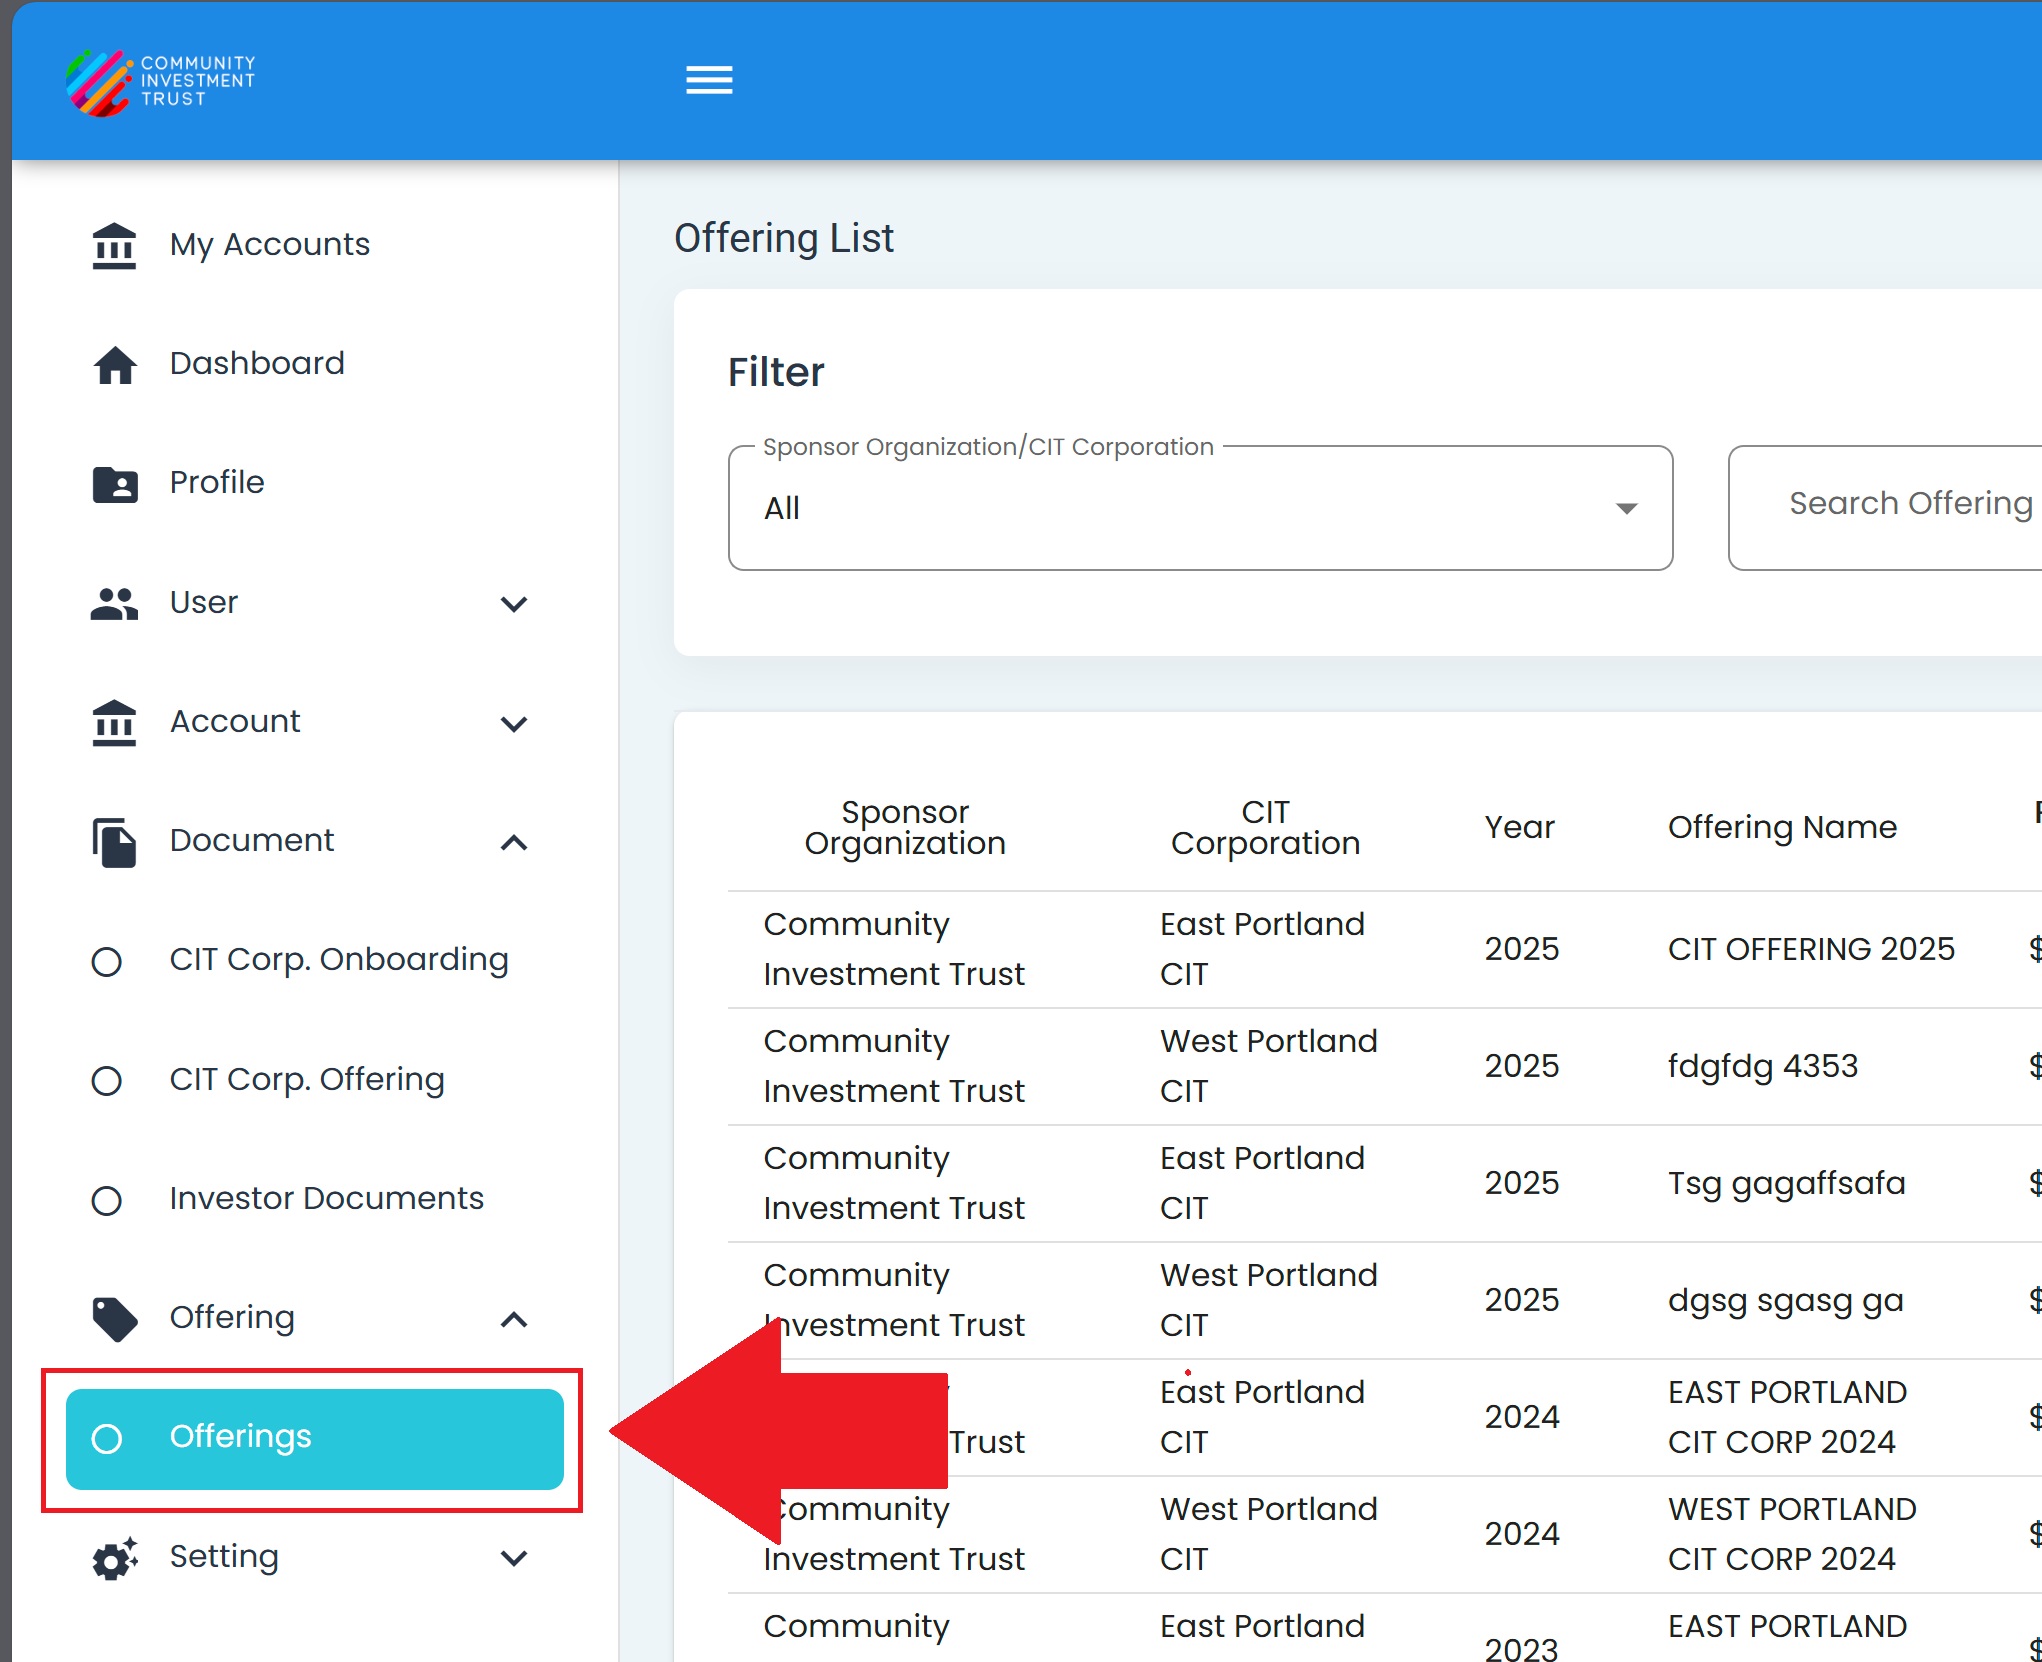 COMMUNITY
INVESTMENT
TRUST
My Accounts
Dashboard
Profile
User
Account
Document
CIT Corp. Onboarding
CIT Corp. Offering
Investor Documents
Offering
Offerings
Setting
Offering List
Filter
Sponsor Organization/CIT Corporation
All
Search Offering
Sponsor
Organization
CIT
Corporation
Year
Offering Name
Community
Investment Trust
East Portland
CIT
2025
CIT OFFERING 2025
$
Community
Investment Trust
West Portland
CIT
2025
fdgfdg 4353
$
Community
Investment Trust
East Portland
CIT
2025
Tsg gagaffsafa
$
Community
Investment Trust
West Portland
CIT
2025
dgsg sgasg ga
$
Trust
East Portland
CIT
2024
EAST PORTLAND
CIT CORP 2024
$
Community
Investment Trust
West Portland
CIT
2024
WEST PORTLAND
CIT CORP 2024
$
Community
East Portland
2023
EAST PORTLAND
$